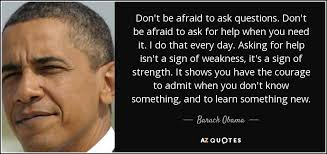 Don't be afraid to ask questions. Don't
be afraid to ask for help when you need
it. I do that every day. Asking for help
isn't a sign of weakness, it's a sign of
strength. It shows you have the courage
to admit when you don't know
something, and to learn something new.
Barack Obama
AZ QUOTES